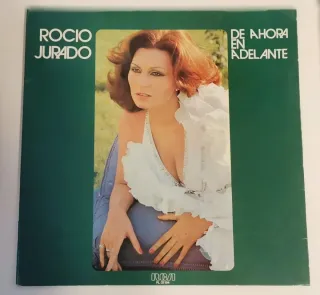 ROCIO
JURADO
DE AHORA
EN
ADELANTE
RCA